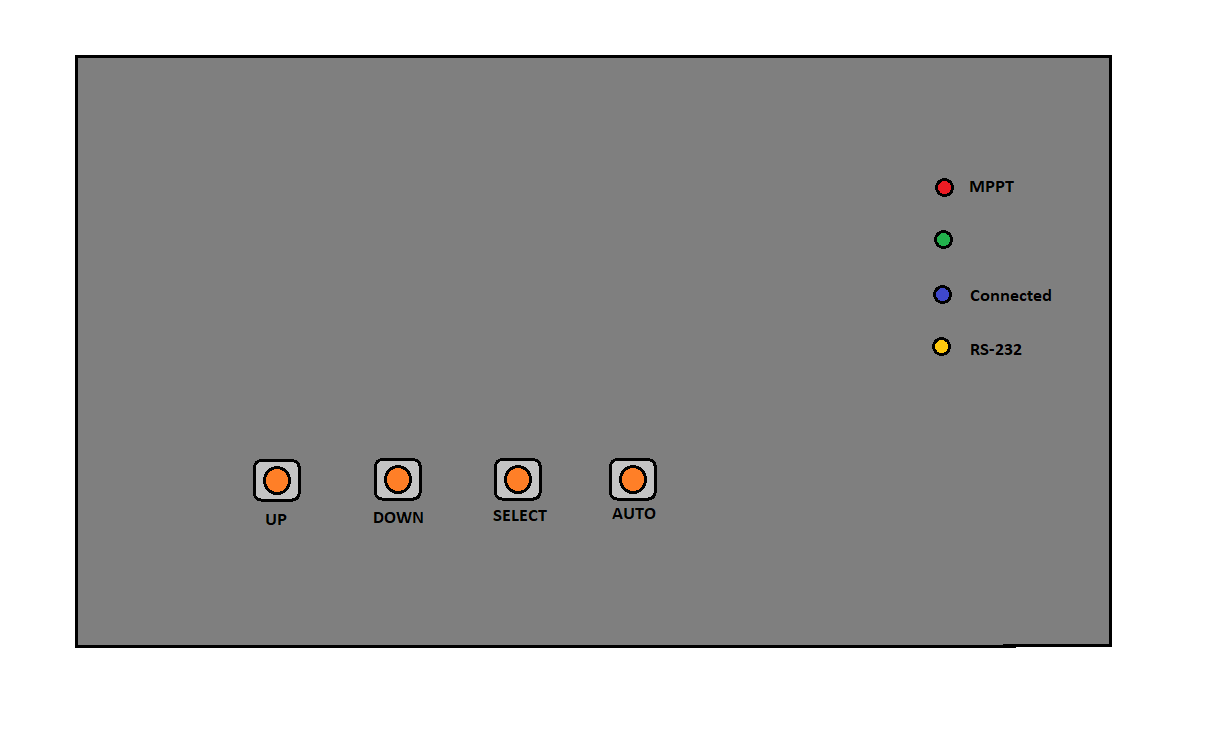 MPPT
Connected
RS-232
UP
DOWN
SELECT
AUTO